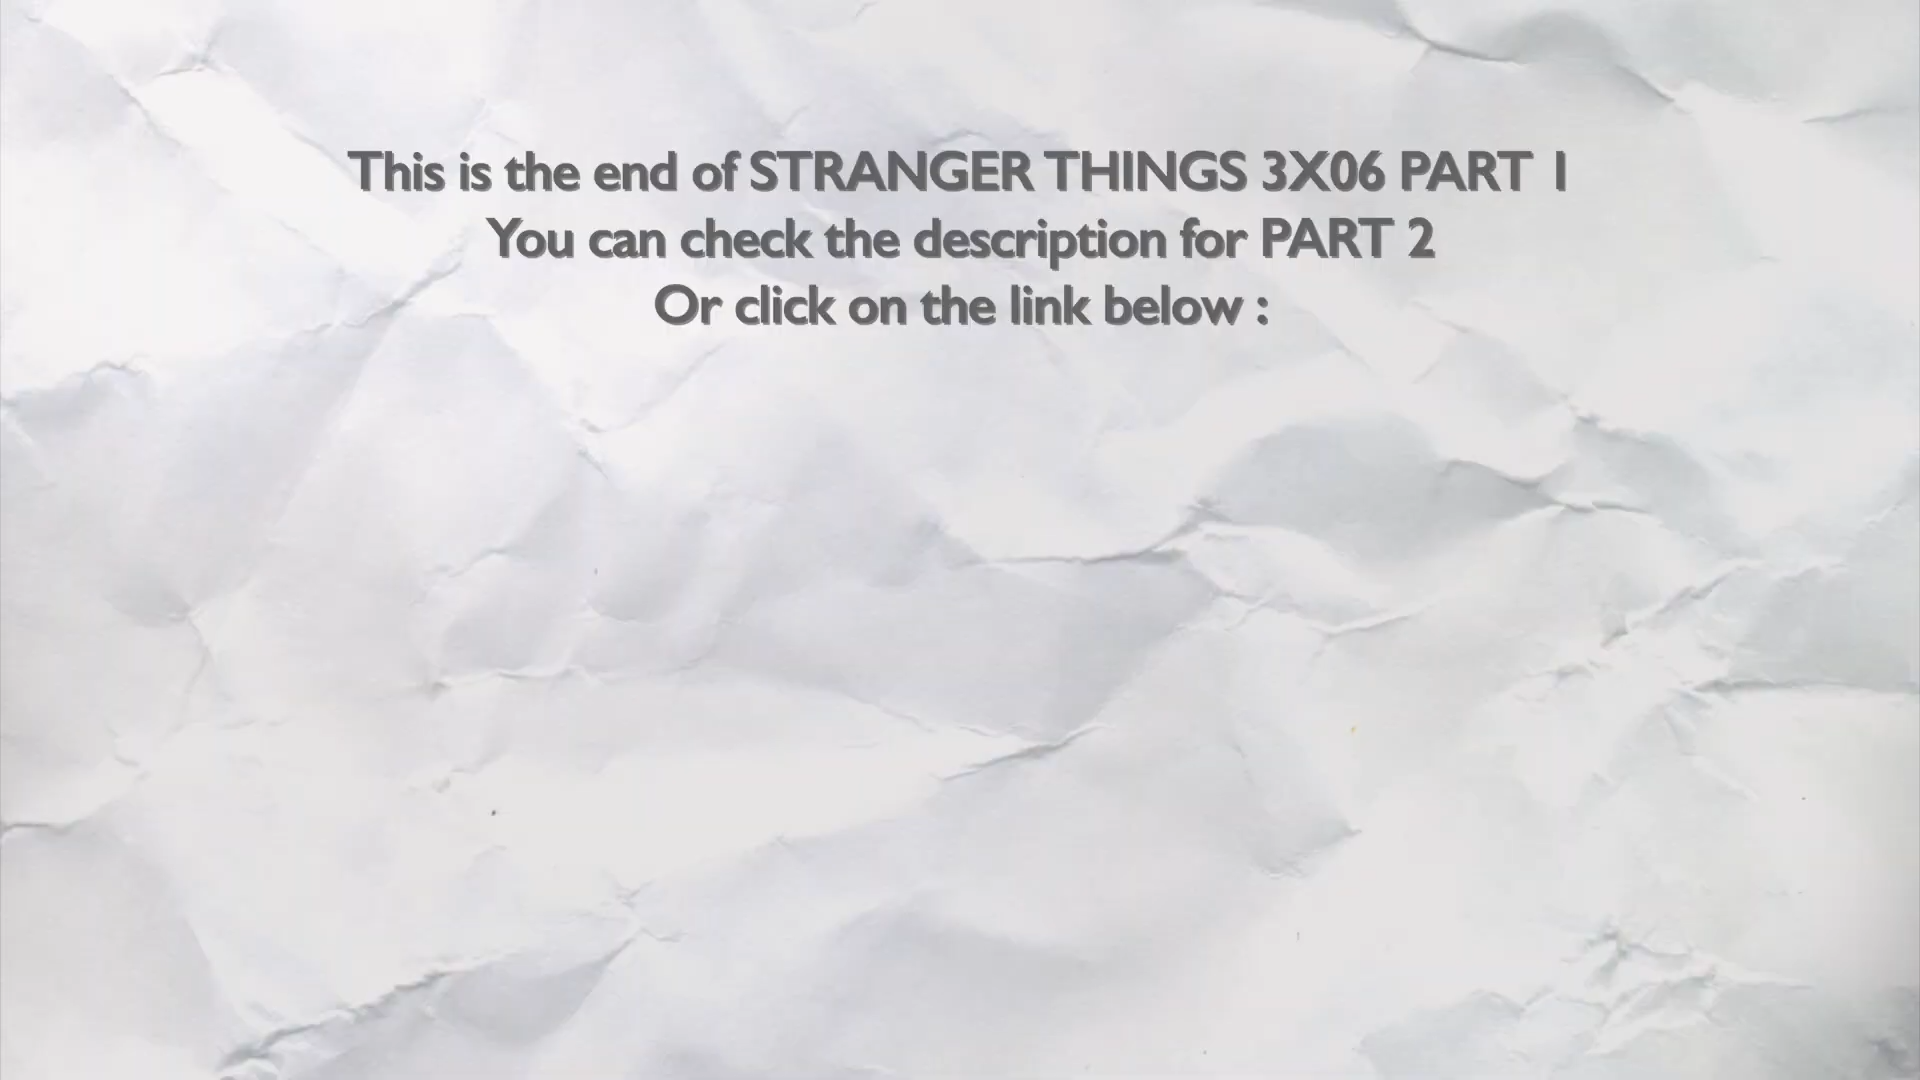 This is the end of STRANGER THINGS 3X06 PART 1
You can check the description for PART 2
Or click on the link below :